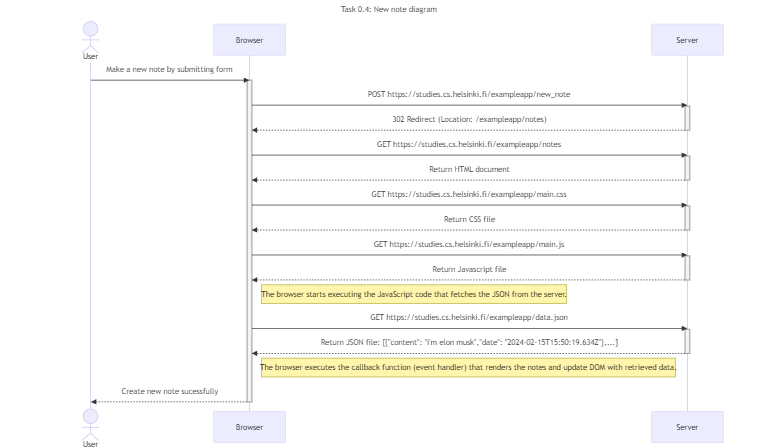 Task 0.4: New note diagram
User
Browser
Server
Make a new note by submitting form
POST https://studies.cs.helsinki.fi/exampleapp/new_note
302 Redirect (Location: /exampleapp/notes)
GET https://studies.cs.helsinki.fi/exampleapp/notes
Return HTML document
GET https://studies.cs.helsinki.fi/exampleapp/main.css
Return CSS file
GET https://studies.cs.helsinki.fi/exampleapp/main.js
Return Javascript file
The browser starts executing the JavaScript code that fetches the JSON from the server.
GET https://studies.cs.helsinki.fi/exampleapp/data.json
Return JSON file: [{"content": "i'm elon musk","date": "2024-02-15T15:50:19.634Z"},...]
The browser executes the callback function (event handler) that renders the notes and update DOM with retrieved data.
Create new note sucessfully
User
Browser
Server